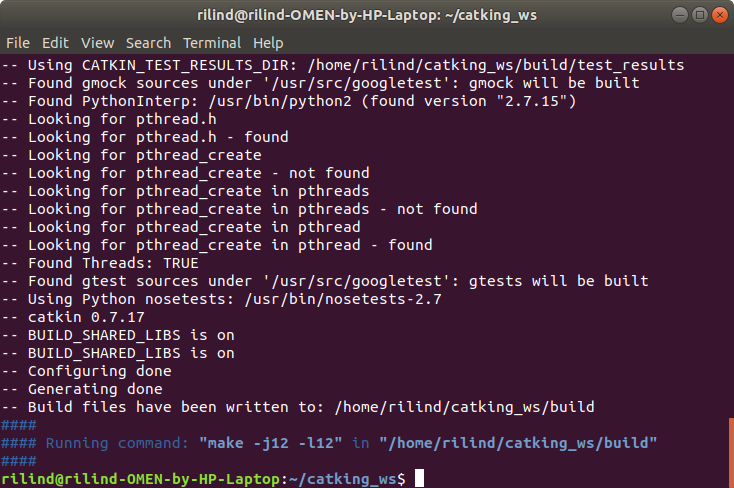 rilind@rilind-OMEN-by-HP-Laptop: ~/catking_ws
File Edit View Search Terminal Help
-- Using CATKIN_TEST_RESULTS_DIR: /home/rilind/catking_ws/build/test_results
-- Found gmock sources under '/usr/src/googletest': gmock will be built
-- Found PythonInterp: /usr/bin/python2 (found version "2.7.15")
-- Looking for pthread.h
-- Looking for pthread.h - found
-- Looking for pthread_create
-- Looking for pthread_create - not found
-- Looking for pthread_create in pthreads
-- Looking for pthread_create in pthreads - not found
-- Looking for pthread_create in pthread
-- Looking for pthread_create in pthread - found
-- Found Threads: TRUE
-- Found gtest sources under '/usr/src/googletest': gtests will be built
-- Using Python nosetests: /usr/bin/nosetests-2.7
-- catkin 0.7.17
-- BUILD_SHARED_LIBS is on
-- BUILD_SHARED_LIBS is on
-- Configuring done
-- Generating done
-- Build files have been written to: /home/rilind/catking_ws/build
####
#### Running command: "make -j12 -l12" in "/home/rilind/catking_ws/build"
####
rilind@rilind-OMEN-by-HP-Laptop:~/catking_ws$